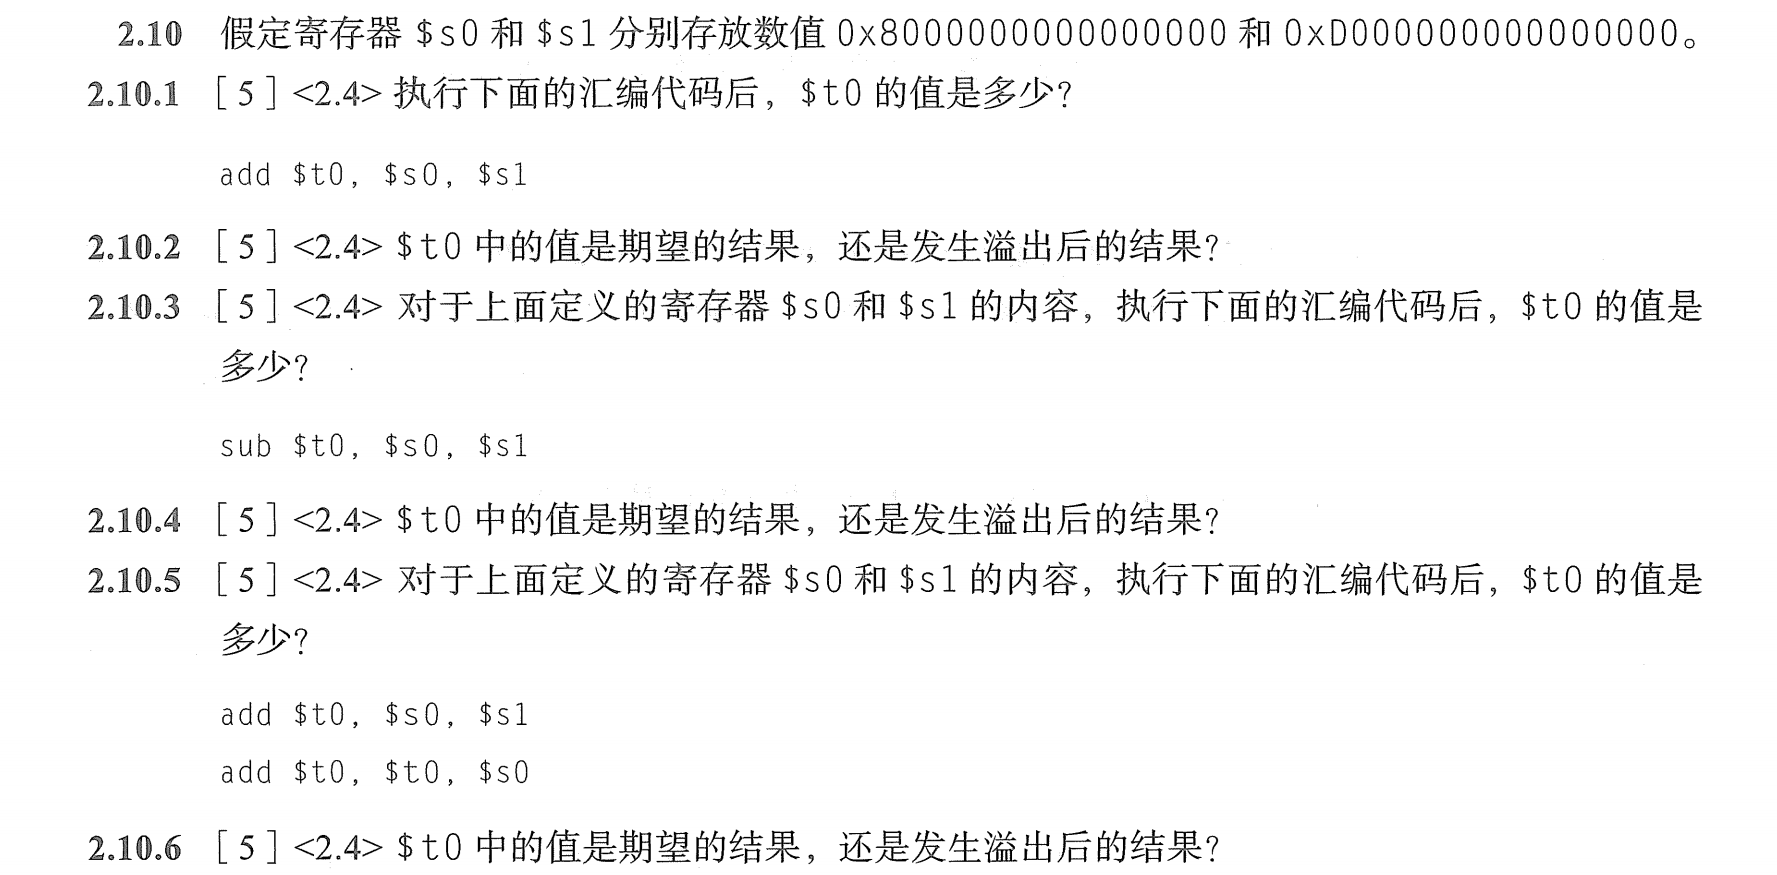 2.10 假定寄存器 $s0 和 $s1 分别存放数值 0x8000000000000000 和 0xD000000000000000。
2.10.1 [5] <2.4> 执行下面的汇编代码后，$t0 的值是多少?
add $t0, $s0, $s1
2.10.2 [5] <2.4> $t0 中的值是期望的结果，还是发生溢出后的结果?
2.10.3 [5] <2.4> 对于上面定义的寄存器 $s0 和 $s1 的内容，执行下面的汇编代码后，$t0 的值是
多少?
sub $t0, $s0, $s1
2.10.4 [5] <2.4> $t0 中的值是期望的结果，还是发生溢出后的结果?
2.10.5 [5] <2.4> 对于上面定义的寄存器 $s0 和 $s1 的内容，执行下面的汇编代码后，$t0 的值是
多少?
add $t0, $s0, $s1
add $t0, $t0, $s0
2.10.6 [5] <2.4> $t0 中的值是期望的结果，还是发生溢出后的结果?